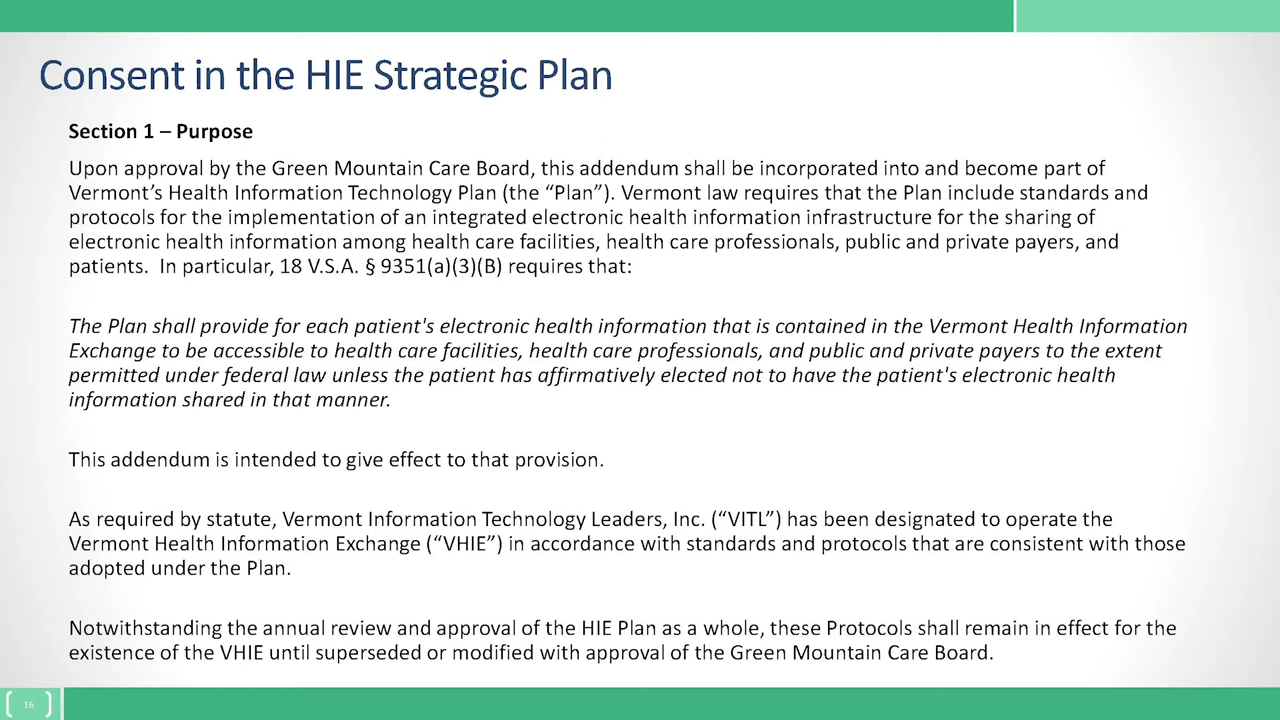 Consent in the HIE Strategic Plan
Section 1 – Purpose
Upon approval by the Green Mountain Care Board, this addendum shall be incorporated into and become part of
Vermont’s Health Information Technology Plan (the “Plan”). Vermont law requires that the Plan include standards and
protocols for the implementation of an integrated electronic health information infrastructure for the sharing of
electronic health information among health care facilities, health care professionals, public and private payers, and
patients.  In particular, 18 V.S.A. § 9351(a)(3)(B) requires that:
The Plan shall provide for each patient's electronic health information that is contained in the Vermont Health Information
Exchange to be accessible to health care facilities, health care professionals, and public and private payers to the extent
permitted under federal law unless the patient has affirmatively elected not to have the patient's electronic health
information shared in that manner.
This addendum is intended to give effect to that provision.
As required by statute, Vermont Information Technology Leaders, Inc. (“VITL”) has been designated to operate the
Vermont Health Information Exchange (“VHIE”) in accordance with standards and protocols that are consistent with those
adopted under the Plan.
Notwithstanding the annual review and approval of the HIE Plan as a whole, these Protocols shall remain in effect for the
existence of the VHIE until superseded or modified with approval of the Green Mountain Care Board.
16